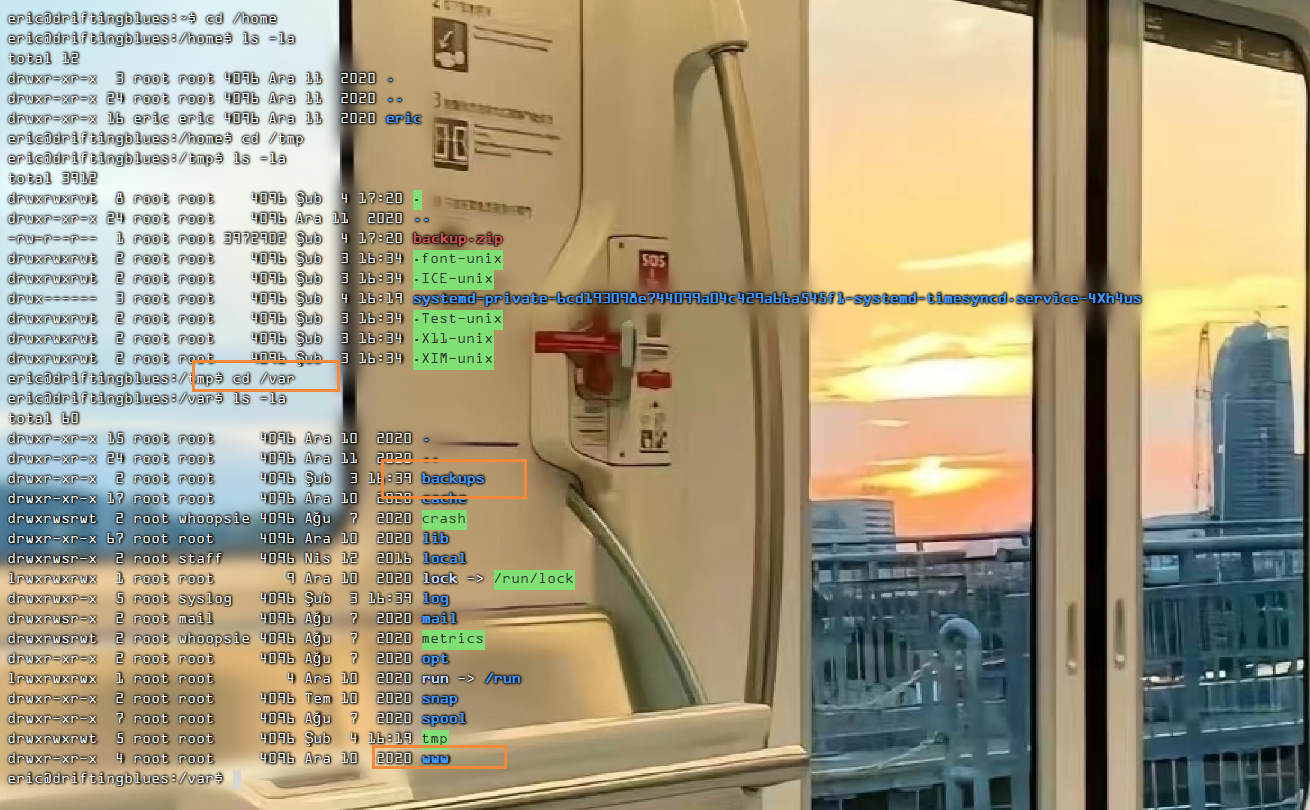 eric@driftingblues:~$ cd /home
eric@driftingblues:/home$ ls -la
total 12
drwxr-xr-x  3 root root 4096 Ara 11  2020 .
drwxr-xr-x 24 root root 4096 Ara 11  2020 ..
drwxr-xr-x 16 eric eric 4096 Ara 11  2020 eric
eric@driftingblues:/home$ cd /tmp
eric@driftingblues:/tmp$ ls -la
total 3912
drwxrwxrwt  8 root root    4096 Şub  4 17:20 .
drwxr-xr-x 24 root root    4096 Ara 11  2020 ..
-rw-r--r--  1 root root 3972902 Şub  4 17:20 backup.zip
drwxrwxrwt  2 root root    4096 Şub  3 16:34 .font-unix
drwxrwxrwt  2 root root    4096 Şub  3 16:34 .ICE-unix
drwx------  3 root root    4096 Şub  4 16:19 systemd-private-6cd193098e744099a04c429a66a545f1-systemd-timesyncd.service-4Xh4us
drwxrwxrwt  2 root root    4096 Şub  3 16:34 .Test-unix
drwxrwxrwt  2 root root    4096 Şub  3 16:34 .X11-unix
drwxrwxrwt  2 root root    4096 Şub  3 16:34 .XIM-unix
eric@driftingblues:/tmp$ cd /var
eric@driftingblues:/var$ ls -la
total 60
drwxr-xr-x 15 root root     4096 Ara 10  2020 .
drwxr-xr-x 24 root root     4096 Ara 11  2020 ..
drwxr-xr-x  2 root root     4096 Şub  3 16:39 backups
drwxr-xr-x 17 root root     4096 Ara 10  2020 cache
drwxrwsrwt  2 root whoopsie 4096 Ağu  7  2020 crash
drwxr-xr-x 67 root root     4096 Ara 10  2020 lib
drwxrwsr-x  2 root staff    4096 Nis 12  2016 local
lrwxrwxrwx  1 root root        9 Ara 10  2020 lock -> /run/lock
drwxrwxr-x  5 root syslog   4096 Şub  3 16:39 log
drwxrwsr-x  2 root mail     4096 Ağu  7  2020 mail
drwxrwsrwt  2 root whoopsie 4096 Ağu  7  2020 metrics
drwxr-xr-x  2 root root     4096 Ağu  7  2020 opt
lrwxrwxrwx  1 root root        4 Ara 10  2020 run -> /run
drwxr-xr-x  2 root root     4096 Tem 10  2020 snap
drwxr-xr-x  7 root root     4096 Ağu  7  2020 spool
drwxrwxrwt  5 root root     4096 Şub  4 16:19 tmp
drwxr-xr-x  4 root root     4096 Ara 10  2020 www
eric@driftingblues:/var$
3
SOS